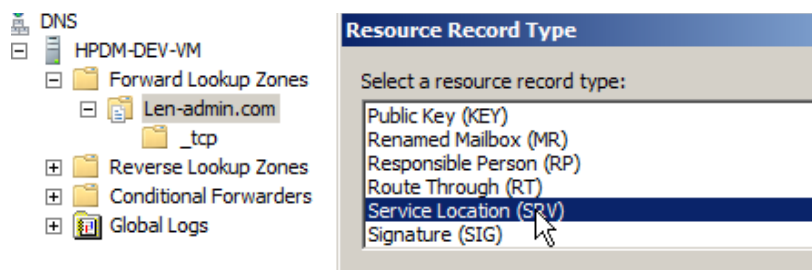 DNS
HPDM-DEV-VM
Forward Lookup Zones
Len-admin.com
_tcp
Reverse Lookup Zones
Conditional Forwarders
Global Logs
Resource Record Type
Select a resource record type:
Public Key (KEY)
Renamed Mailbox (MR)
Responsible Person (RP)
Route Through (RT)
Service Location (SRV)
Signature (SIG)